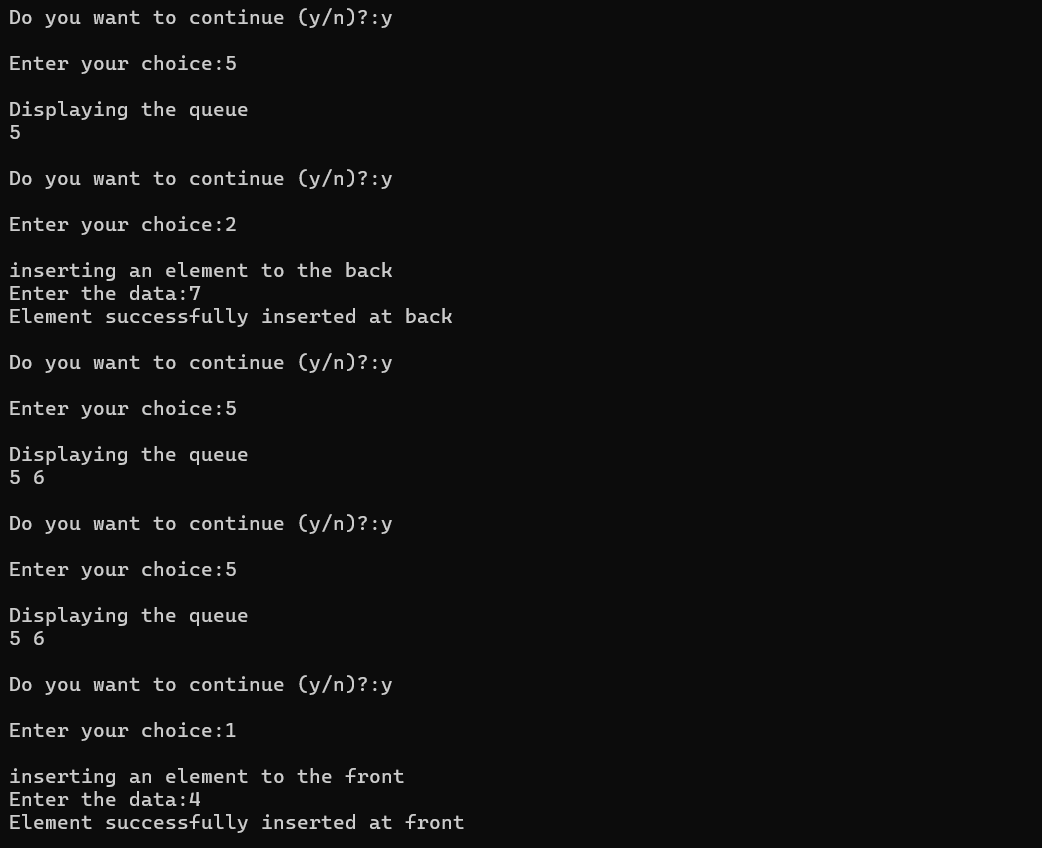 Do you want to continue (y/n)?:y
Enter your choice:5
Displaying the queue
5
Do you want to continue (y/n)?:y
Enter your choice:2
inserting an element to the back
Enter the data:7
Element successfully inserted at back
Do you want to continue (y/n)?:y
Enter your choice:5
Displaying the queue
5 6
Do you want to continue (y/n)?:y
Enter your choice:5
Displaying the queue
5 6
Do you want to continue (y/n)?:y
Enter your choice:1
inserting an element to the front
Enter the data:4
Element successfully inserted at front